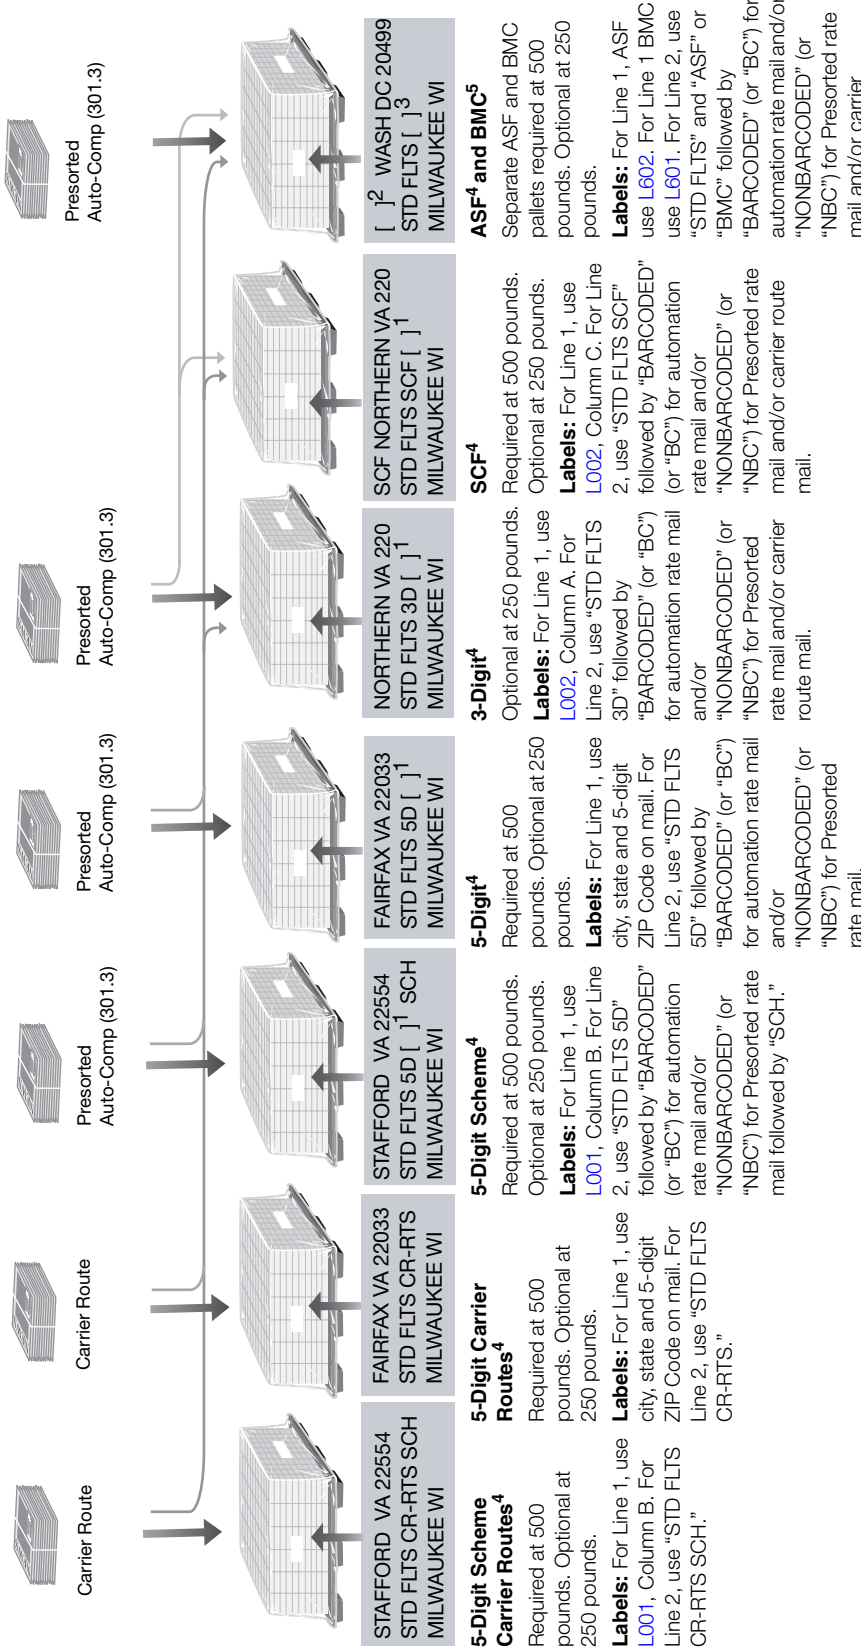 Carrier Route
STAFFORD VA 22554
STD FLTS CR-RTS SCH
MILWAUKEE WI
5-Digit Scheme
Carrier Routes⁴
Required at 500
pounds. Optional at
250 pounds.
Labels: For Line 1, use
L001, Column B. For
Line 2, use “STD FLTS
CR-RTS SCH.”
Carrier Route
FAIRFAX VA 22033
STD FLTS CR-RTS
MILWAUKEE WI
5-Digit Carrier
Routes⁴
Required at 500
pounds. Optional at
250 pounds.
Labels: For Line 1, use
city, state and 5-digit
ZIP Code on mail. For
Line 2, use “STD FLTS
CR-RTS.”
Presorted
Auto-Comp (301.3)
STAFFORD VA 22554
STD FLTS 5D [ ]¹ SCH
MILWAUKEE WI
5-Digit Scheme⁴
Required at 500 pounds.
Optional at 250 pounds.
Labels: For Line 1, use
L001, Column B. For Line
2, use “STD FLTS 5D”
followed by “BARCODED”
(or “BC”) for automation
rate mail and/or
“NONBARCODED” (or
“NBC”) for Presorted rate
mail followed by “SCH.”
Presorted
Auto-Comp (301.3)
FAIRFAX VA 22033
STD FLTS 5D [ ]¹
MILWAUKEE WI
5-Digit⁴
Required at 500
pounds. Optional at 250
pounds.
Labels: For Line 1, use
city, state and 5-digit
ZIP Code on mail. For
Line 2, use “STD FLTS
5D” followed by
“BARCODED” (or “BC”)
for automation rate mail
and/or
“NONBARCODED” (or
“NBC”) for Presorted
rate mail.
Presorted
Auto-Comp (301.3)
NORTHERN VA 220
STD FLTS 3D [ ]¹
MILWAUKEE WI
3-Digit⁴
Optional at 250 pounds.
Labels: For Line 1, use
L002, Column A. For
Line 2, use “STD FLTS
3D” followed by
“BARCODED” (or “BC”)
for automation rate mail
and/or
“NONBARCODED” (or
“NBC”) for Presorted
rate mail and/or carrier
route mail.
SCF NORTHERN VA 220
STD FLTS SCF [ ]¹
MILWAUKEE WI
SCF⁴
Required at 500 pounds.
Optional at 250 pounds.
Labels: For Line 1, use
L002, Column C. For Line
2, use “STD FLTS SCF”
followed by “BARCODED”
(or “BC”) for automation
rate mail and/or
“NONBARCODED” (or
“NBC”) for Presorted rate
mail and/or carrier route
mail.
Presorted
Auto-Comp (301.3)
[ ]² WASH DC 20499
STD FLTS [ ]³
MILWAUKEE WI
ASF⁴ and BMC⁵
Separate ASF and BMC
pallets required at 500
pounds. Optional at 250
pounds.
Labels: For Line 1, ASF
use L602. For Line 1 BMC
use L601. For Line 2, use
“STD FLTS” and “ASF” or
“BMC” followed by
“BARCODED” (or “BC”) for
automation rate mail and/or
“NONBARCODED” (or
“NBC”) for Presorted rate
mail and/or carrier